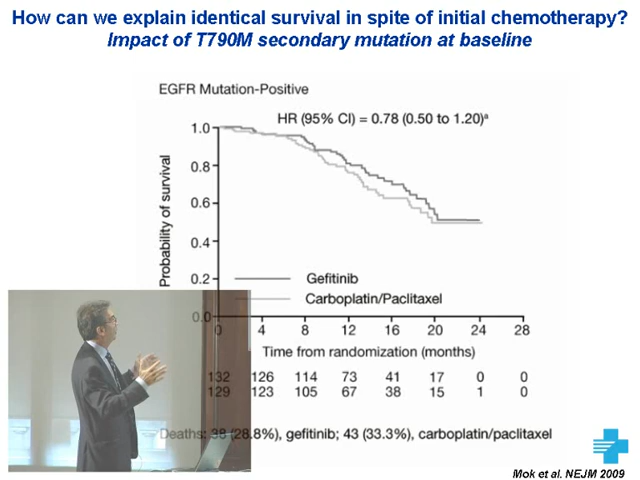 How can we explain identical survival in spite of initial chemotherapy?
Impact of T790M secondary mutation at baseline
EGFR Mutation-Positive
HR (95% CI) = 0.78 (0.50 to 1.20)ᵃ
Probability of survival
1.0
0.8
0.6
0.4
0.2
0.0
Gefitinib
Carboplatin/Paclitaxel
0 4 8 12 16 20 24 28
Time from randomization (months)
132 126 114 73 41 17 0 0
129 123 105 67 38 15 1 0
Deaths: 38 (28.8%), gefitinib; 43 (33.3%), carboplatin/paclitaxel
Mok et al. NEJM 2009